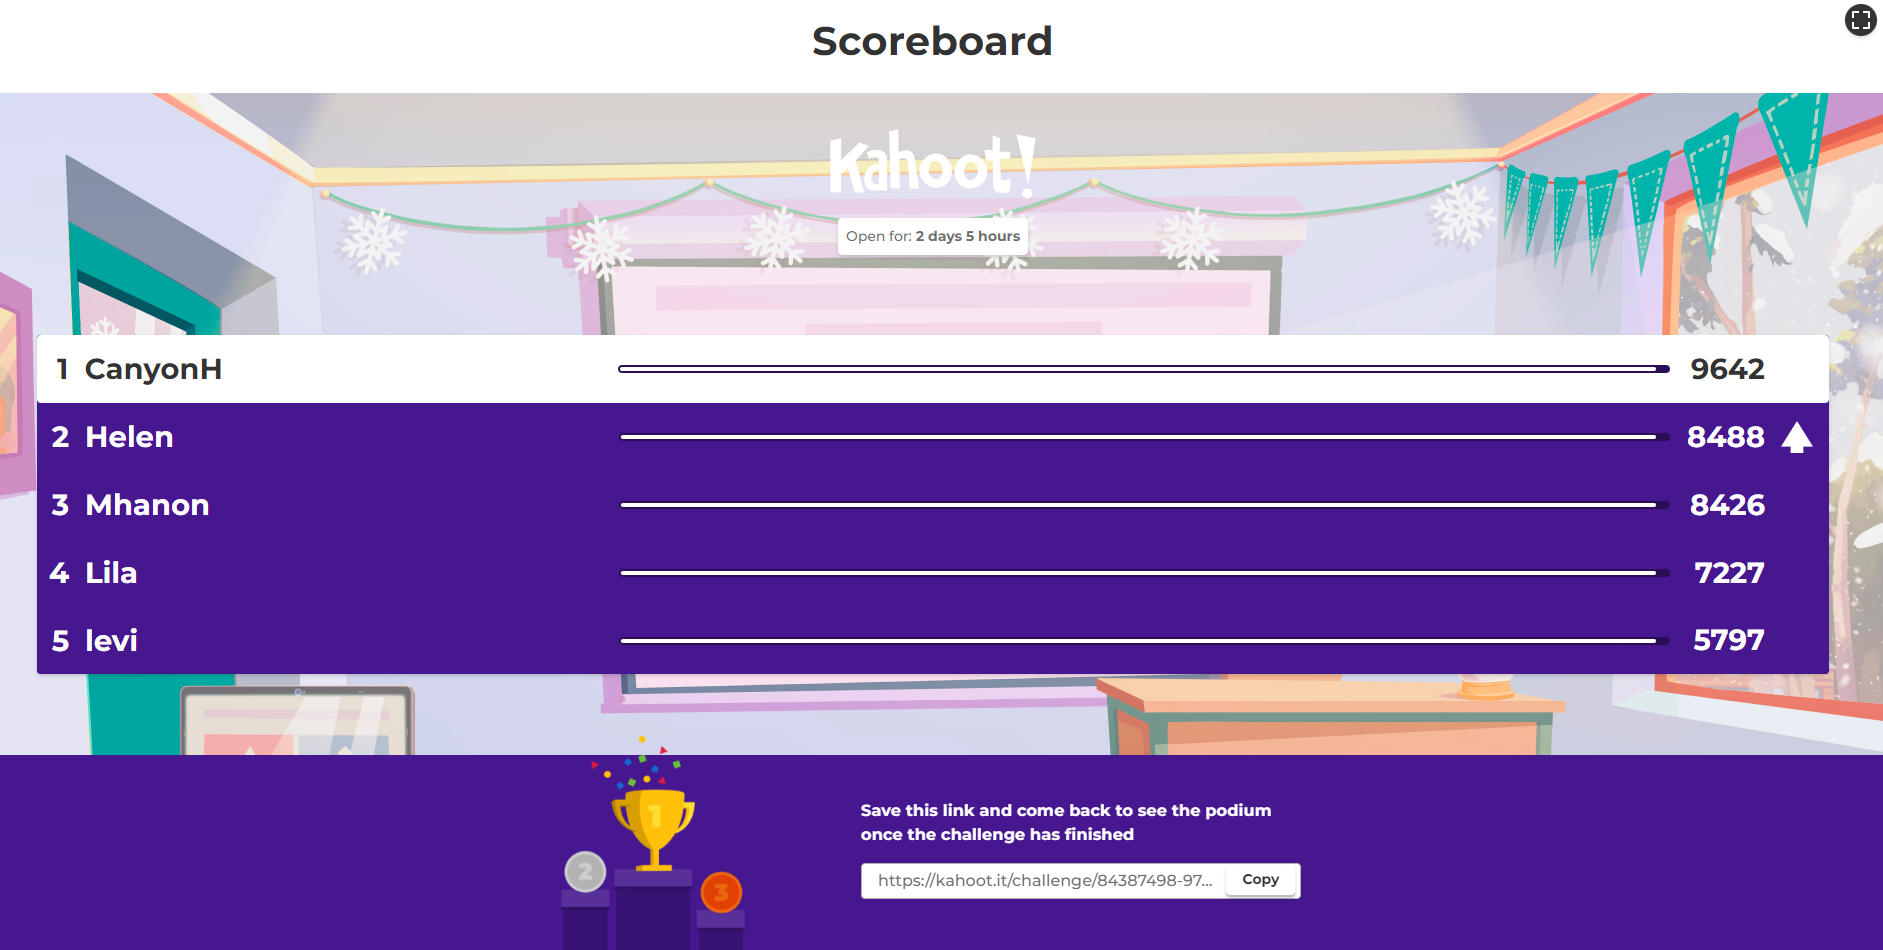 Scoreboard
Kahoot!
Open for: 2 days 5 hours
1 CanyonH 9642
2 Helen 8488
3 Mhanon 8426
4 Lila 7227
5 levi 5797
1
2
3
Save this link and come back to see the podium
once the challenge has finished
https://kahoot.it/challenge/84387498-97... Copy